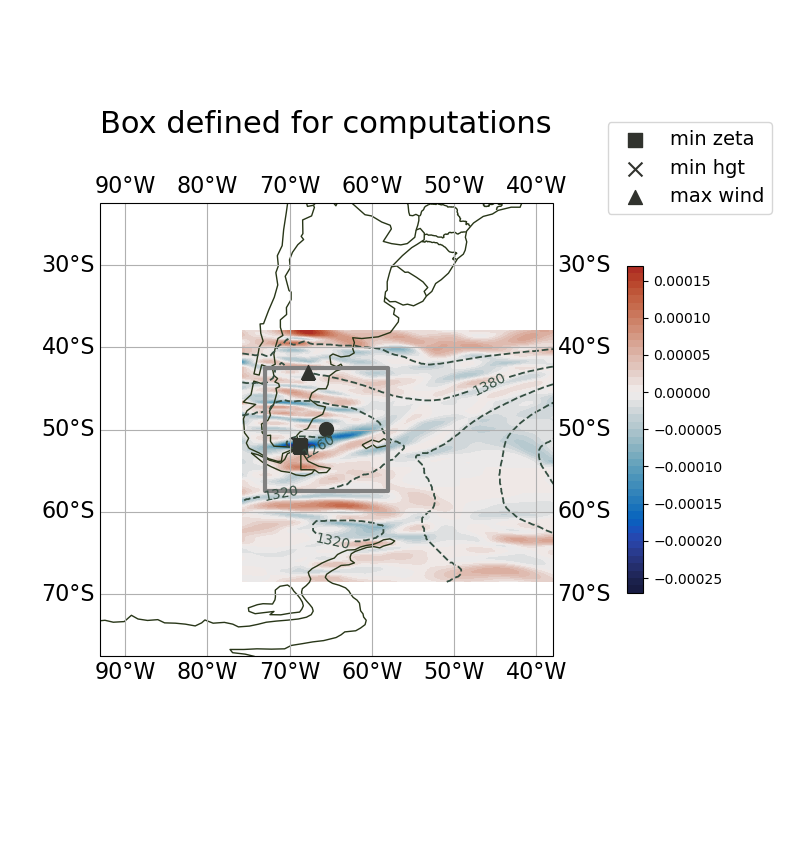 Box defined for computations
min zeta
min hgt
max wind
90°W 80°W 70°W 60°W 50°W 40°W
30°S 30°S
40°S 40°S
50°S 50°S
60°S 60°S
70°S 70°S
90°W 80°W 70°W 60°W 50°W 40°W
1380
1260
1320
1320
0.00015
0.00010
0.00005
0.00000
−0.00005
−0.00010
−0.00015
−0.00020
−0.00025